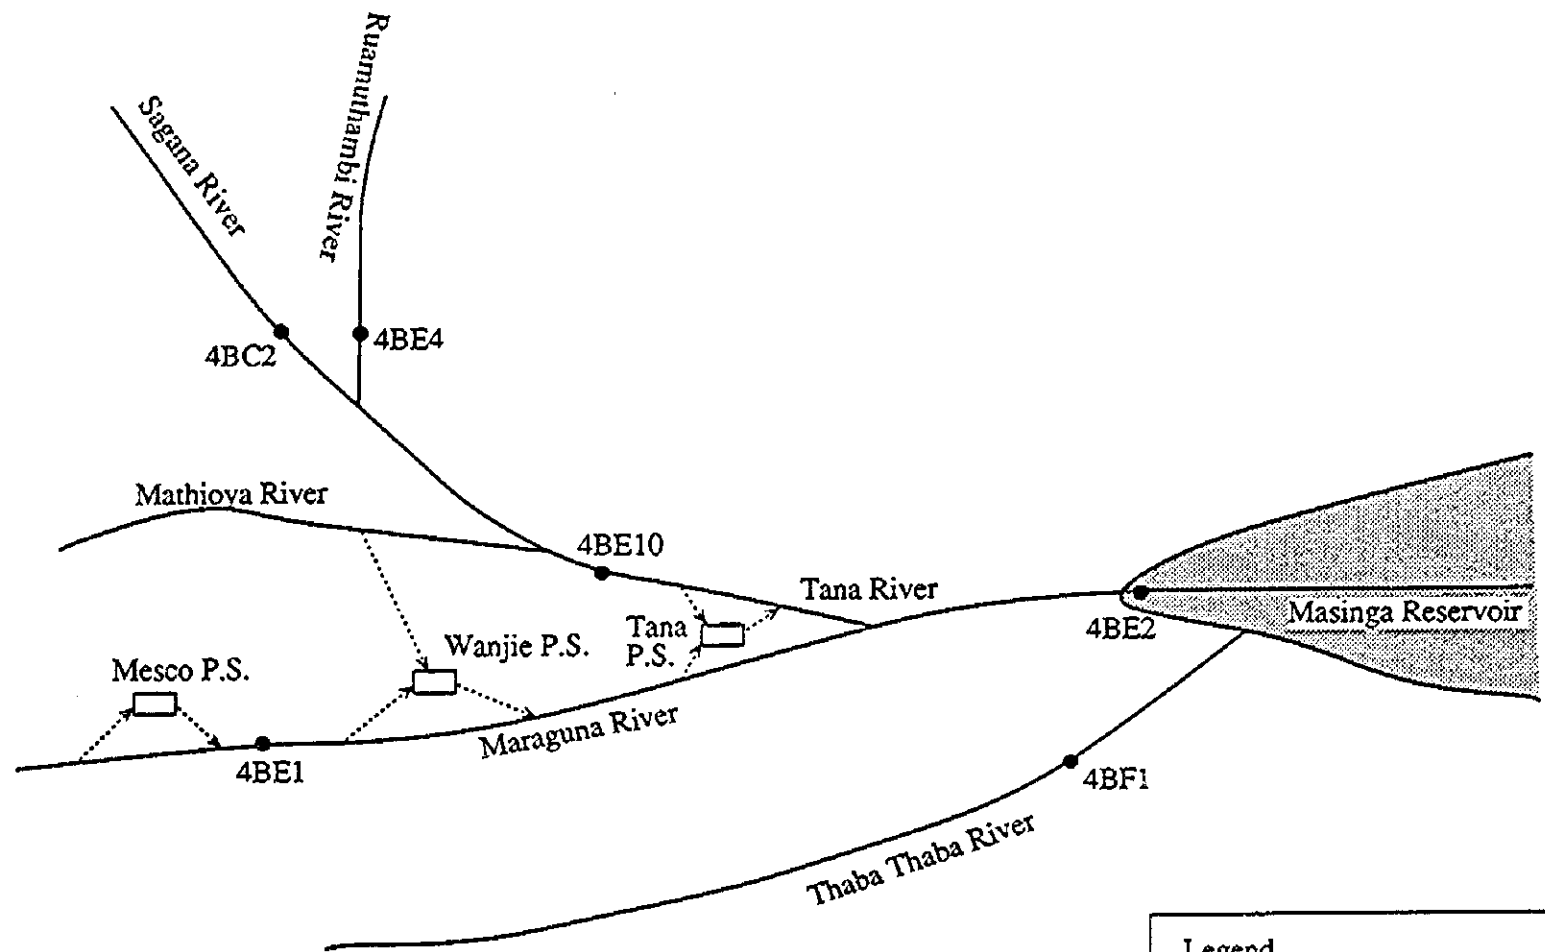 Ruamuthambi River
Sagana River
4BC2
4BE4
Mathioya River
4BE10
Tana River
4BE2
Masinga Reservoir
Tana
P.S.
Wanjie P.S.
Mesco P.S.
Maraguna River
4BE1
4BF1
Thaba Thaba River
Legend